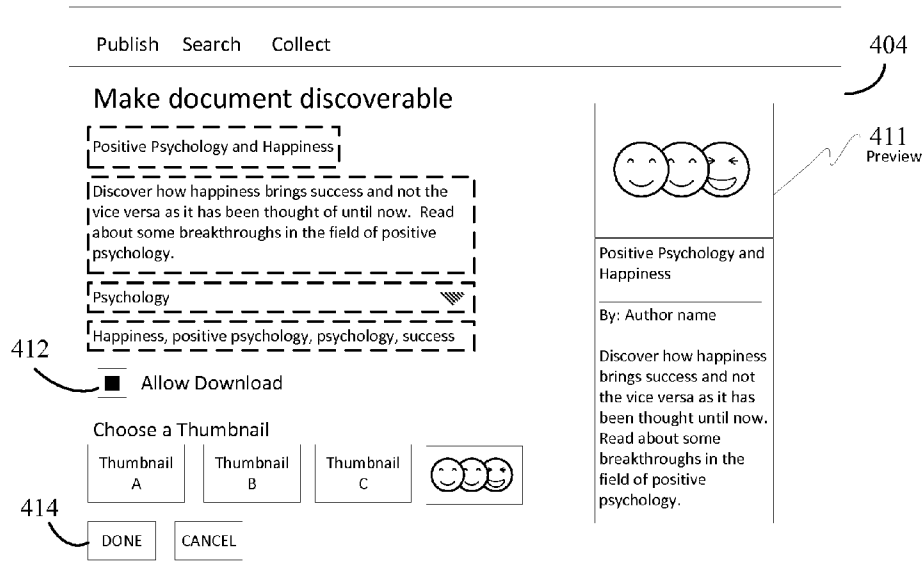 Publish Search Collect
404
Make document discoverable
Positive Psychology and Happiness
Discover how happiness brings success and not the
vice versa as it has been thought of until now. Read
about some breakthroughs in the field of positive
psychology.
Psychology
Happiness, positive psychology, psychology, success
412
Allow Download
Choose a Thumbnail
Thumbnail
A
Thumbnail
B
Thumbnail
C
414
DONE
CANCEL
411
Preview
Positive Psychology and
Happiness
By: Author name
Discover how happiness
brings success and not
the vice versa as it has
been thought until now.
Read about some
breakthroughs in the
field of positive
psychology.